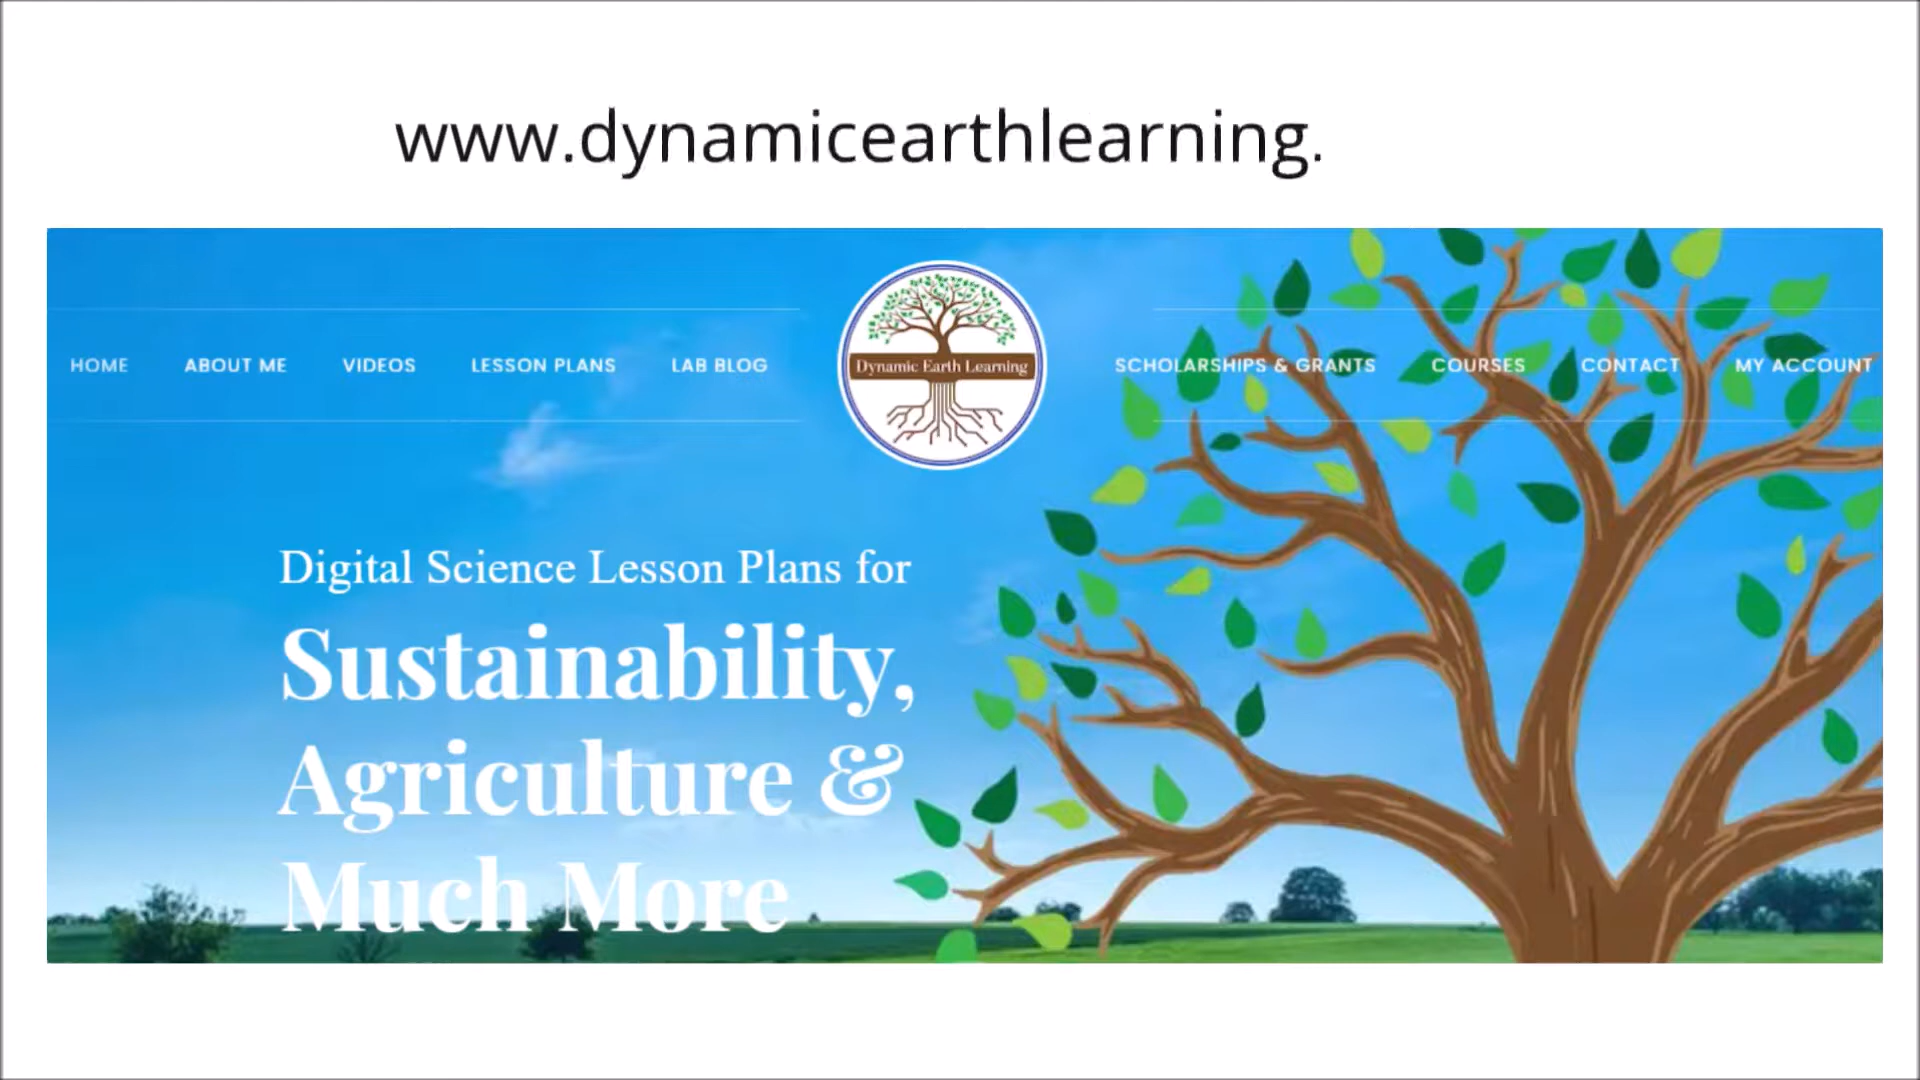 www.dynamicearthlearning.
HOME ABOUT ME VIDEOS LESSON PLANS LAB BLOG Dynamic Earth Learning SCHOLARSHIPS & GRANTS COURSES CONTACT MY ACCOUNT
Digital Science Lesson Plans for
Sustainability,
Agriculture &
Much More